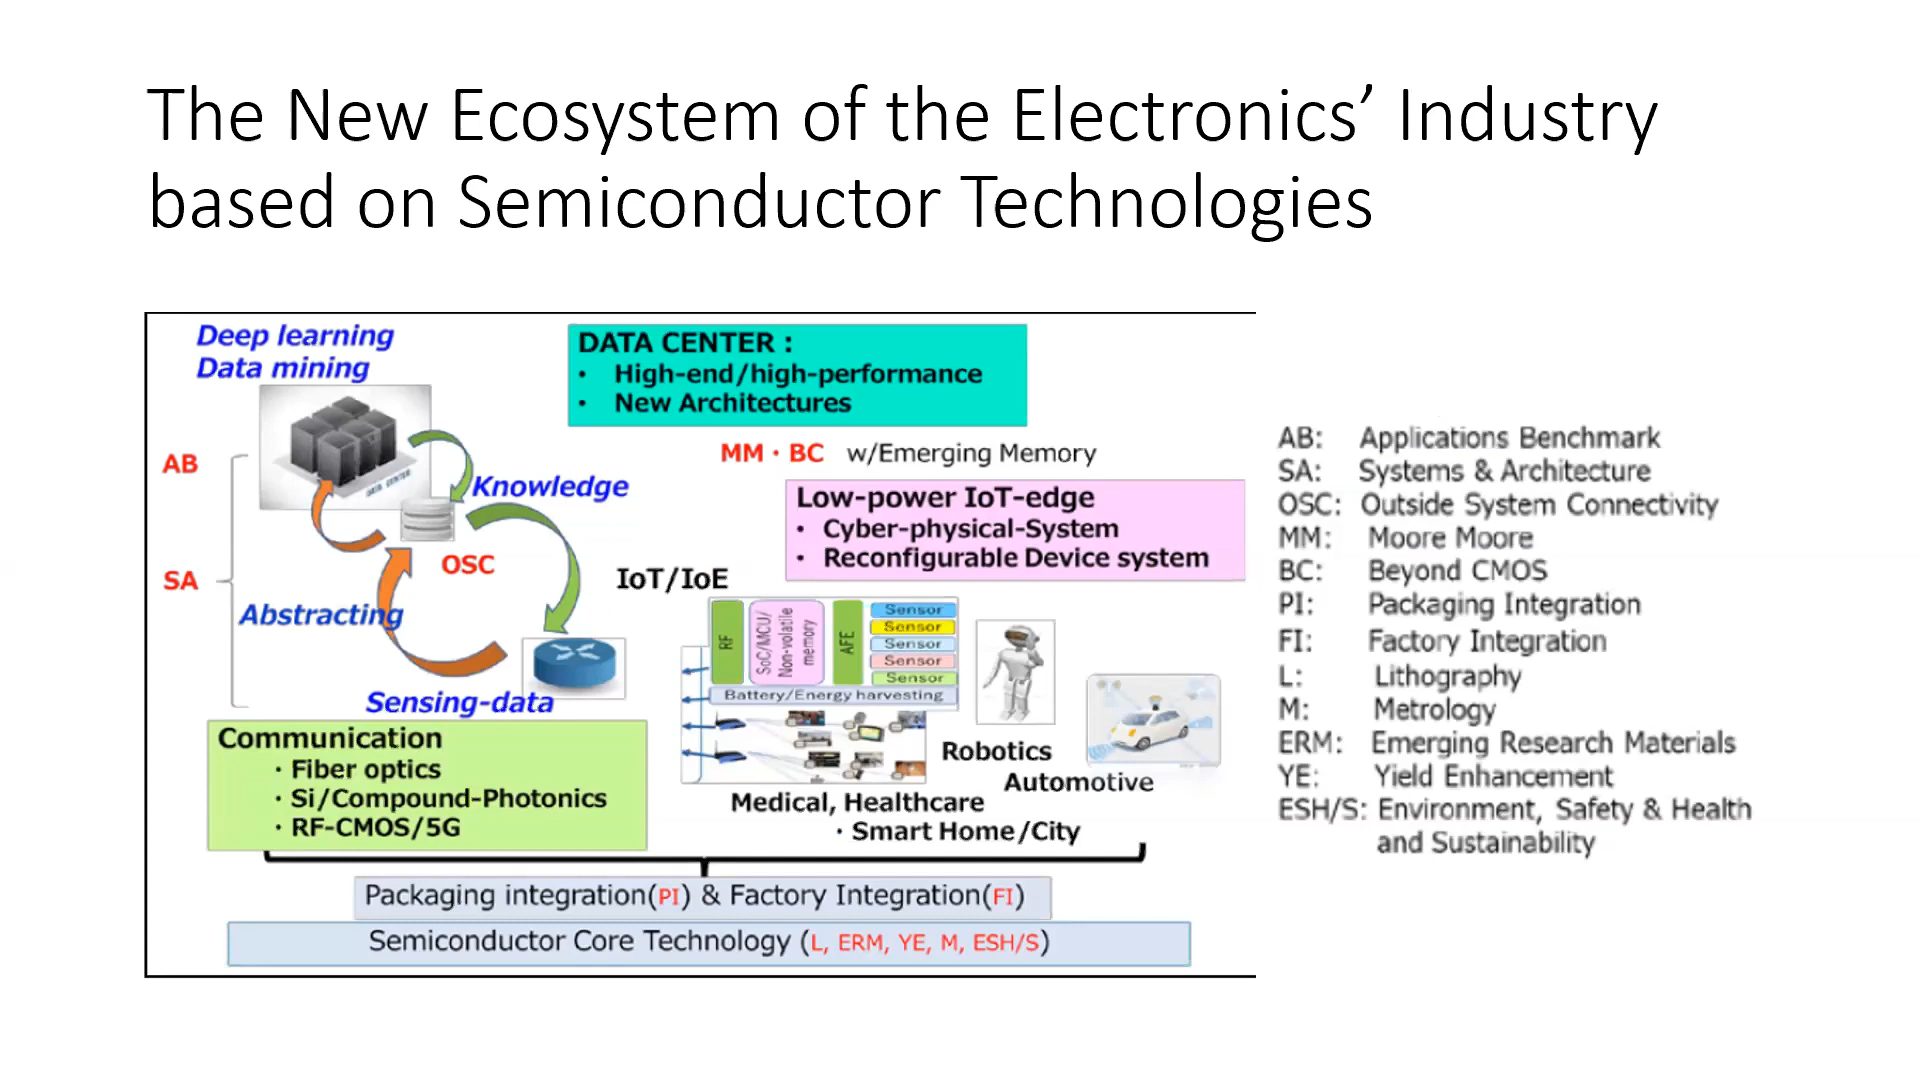 The New Ecosystem of the Electronics’ Industry
based on Semiconductor Technologies
Deep learning
Data mining
DATA CENTER :
• High-end/high-performance
• New Architectures
AB
DATA CENTER
MM・BC w/Emerging Memory
Knowledge
Low-power IoT-edge
• Cyber-physical-System
• Reconfigurable Device system
OSC
SA
IoT/IoE
Abstracting
RF
SoC/MCU/
Non-volatile
memory
AFE
Sensor
Sensor
Sensor
Sensor
Sensor
Battery/Energy harvesting
Sensing-data
Communication
・Fiber optics
・Si/Compound-Photonics
・RF-CMOS/5G
Robotics
Automotive
Medical, Healthcare
・Smart Home/City
Packaging integration(PI) & Factory Integration(FI)
Semiconductor Core Technology (L, ERM, YE, M, ESH/S)
AB: Applications Benchmark
SA: Systems & Architecture
OSC: Outside System Connectivity
MM: Moore Moore
BC: Beyond CMOS
PI: Packaging Integration
FI: Factory Integration
L: Lithography
M: Metrology
ERM: Emerging Research Materials
YE: Yield Enhancement
ESH/S: Environment, Safety & Health
and Sustainability